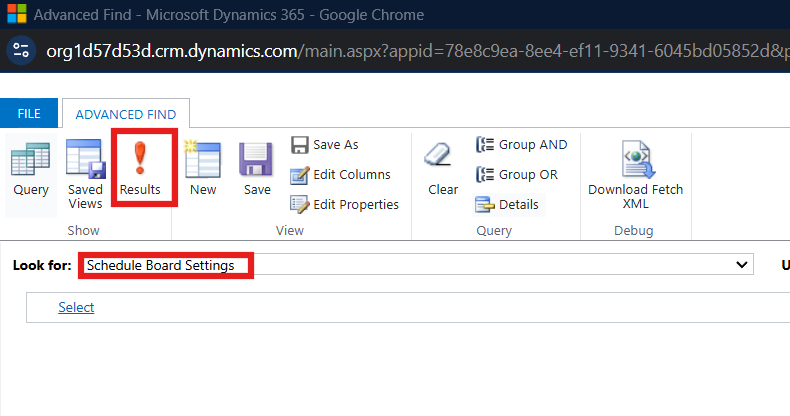 Advanced Find - Microsoft Dynamics 365 - Google Chrome
org1d57d53d.crm.dynamics.com/main.aspx?appid=78e8c9ea-8ee4-ef11-9341-6045bd05852d&p
FILE
ADVANCED FIND
Query
Saved
Views
Results
Show
New
Save
Save As
Edit Columns
Edit Properties
View
Clear
Group AND
Group OR
Details
Query
Download Fetch
XML
Debug
Look for:
Schedule Board Settings
U
Select